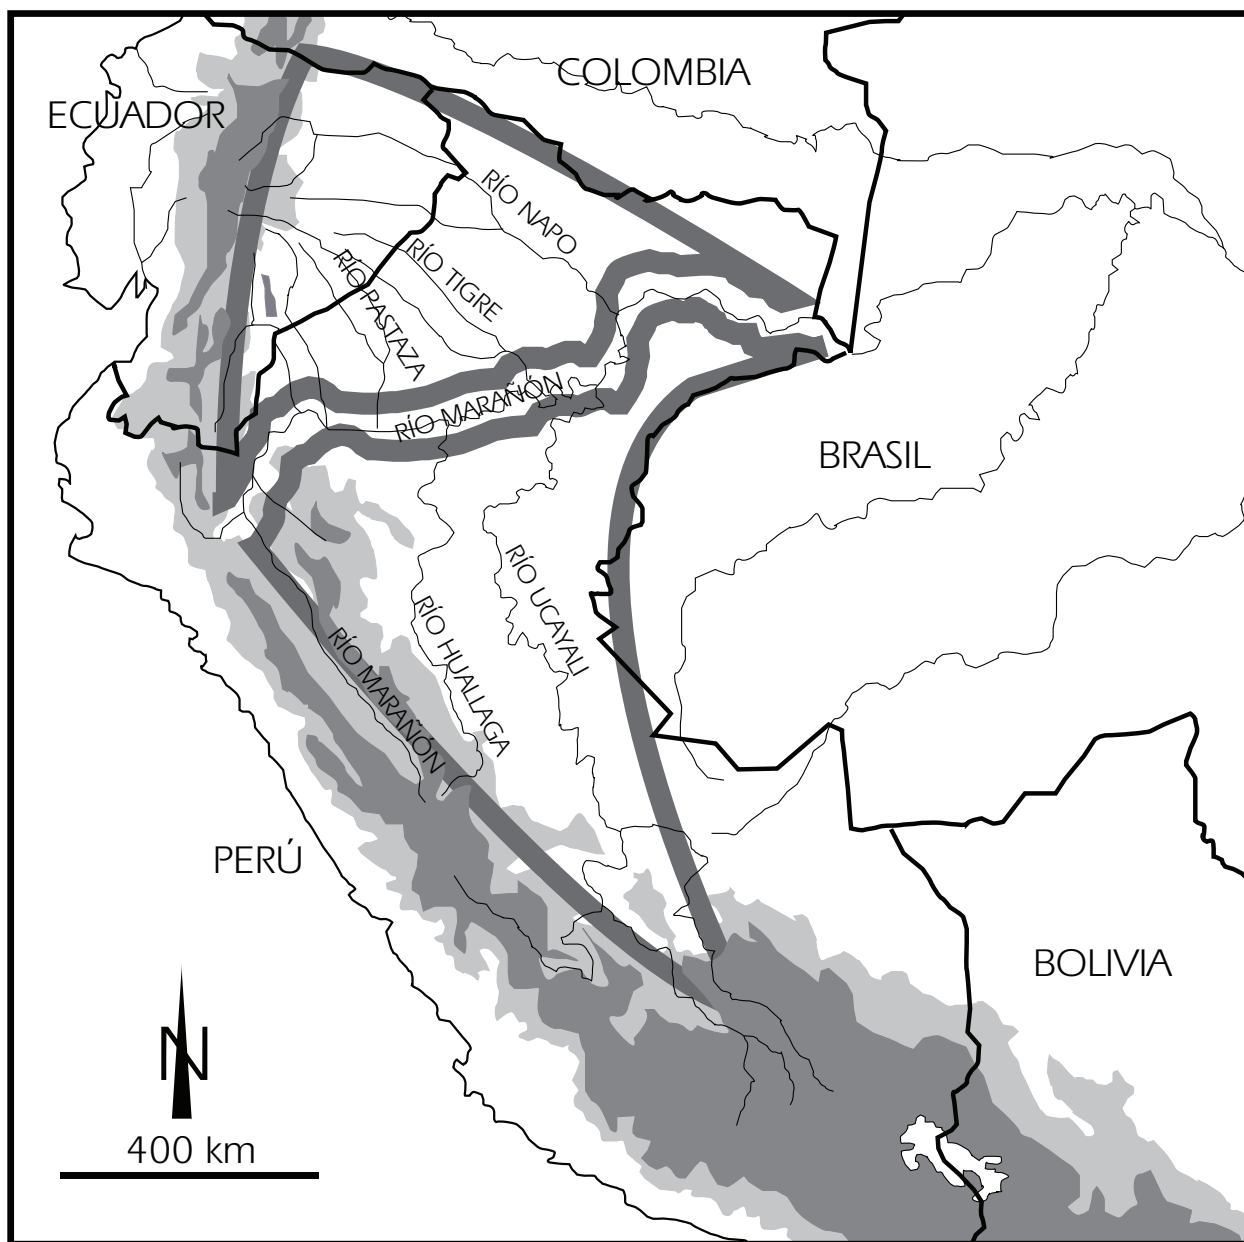 COLOMBIA
ECUADOR
RÍO NAPO
RÍO TIGRE
RÍO PASTAZA
RÍO MARAÑÓN
BRASIL
RÍO UCAYALI
RÍO HUALLAGA
RÍO MARAÑÓN
PERÚ
BOLIVIA
N
400 km